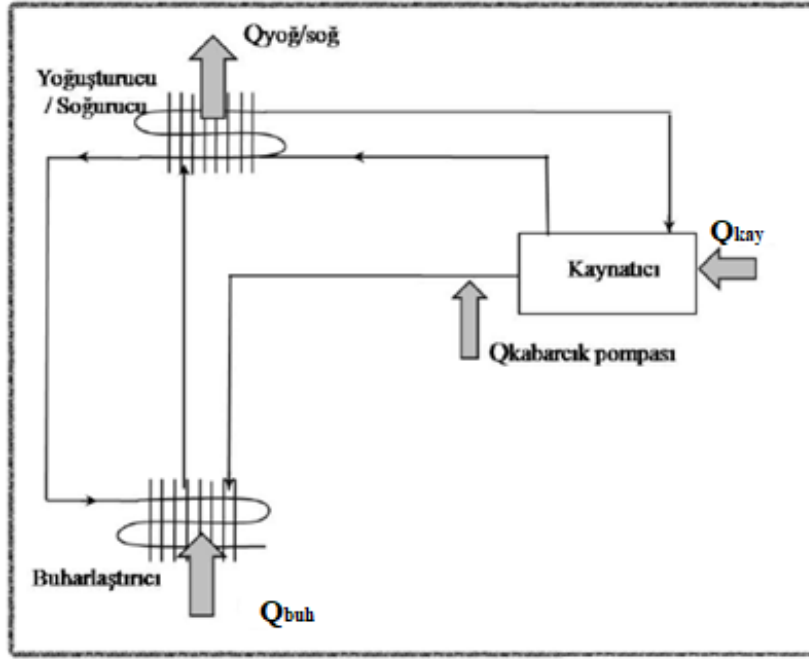 Qyoğ/soğ
Yoğuşturucu
/ Soğurucu
Qkay
Kaynatıcı
Qkabarcık pompası
Buharlaştırıcı
Qbuh